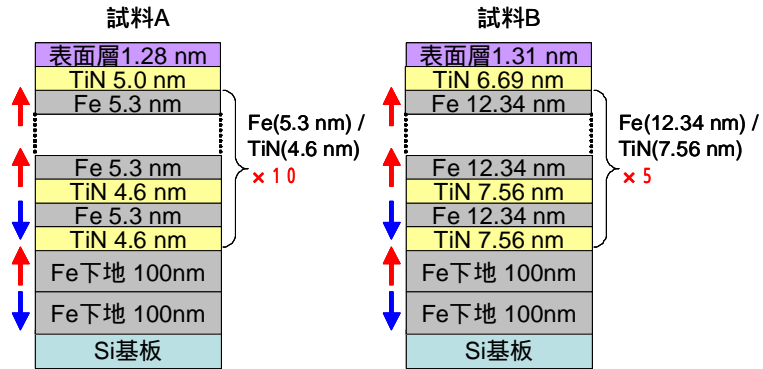 試料A
表面層1.28 nm
TiN 5.0 nm
Fe 5.3 nm
Fe 5.3 nm
TiN 4.6 nm
Fe 5.3 nm
TiN 4.6 nm
Fe下地 100nm
Fe下地 100nm
Si基板
Fe(5.3 nm) /
TiN(4.6 nm)
×10
試料B
表面層1.31 nm
TiN 6.69 nm
Fe 12.34 nm
Fe 12.34 nm
TiN 7.56 nm
Fe 12.34 nm
TiN 7.56 nm
Fe下地 100nm
Fe下地 100nm
Si基板
Fe(12.34 nm) /
TiN(7.56 nm)
×5